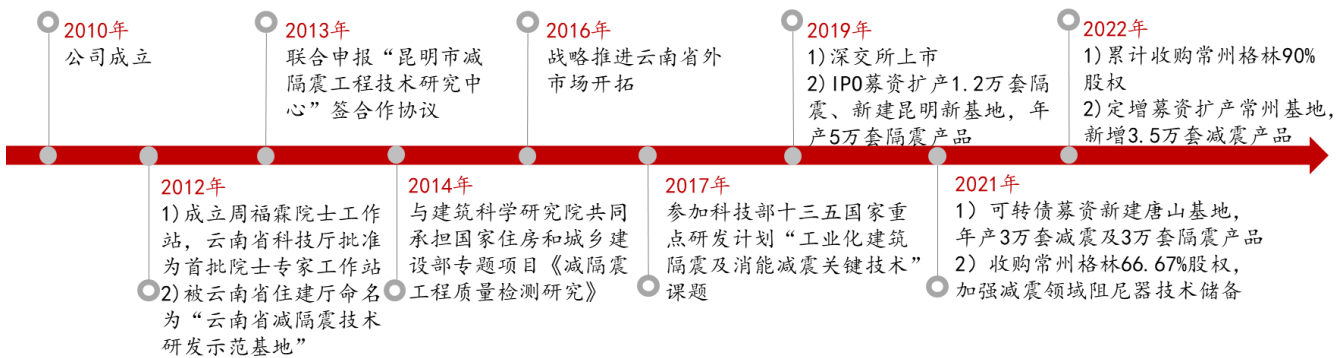 2010年
公司成立
2013年
联合申报“昆明市减
隔震工程技术研究中
心”签合作协议
2016年
战略推进云南省外
市场开拓
2019年
1)深交所上市
2)IPO募资扩产1.2万套隔
震、新建昆明新基地，年
产5万套隔震产品
2022年
1)累计收购常州格林90%
股权
2)定增募资扩产常州基地，
新增3.5万套减震产品
2012年
1)成立周福霖院士工作
站，云南省科技厅批准
为首批院士专家工作站
2)被云南省住建厅命名
为“云南省减隔震技术
研发示范基地”
2014年
与建筑科学研究院共同
承担国家住房和城乡建
设部专题项目《减隔震
工程质量检测研究》
2017年
参加科技部十三五国家重
点研发计划“工业化建筑
隔震及消能减震关键技术”
课题
2021年
1）可转债募资新建唐山基地，
年产3万套减震及3万套隔震产品
2）收购常州格林66.67%股权，
加强减震领域阻尼器技术储备